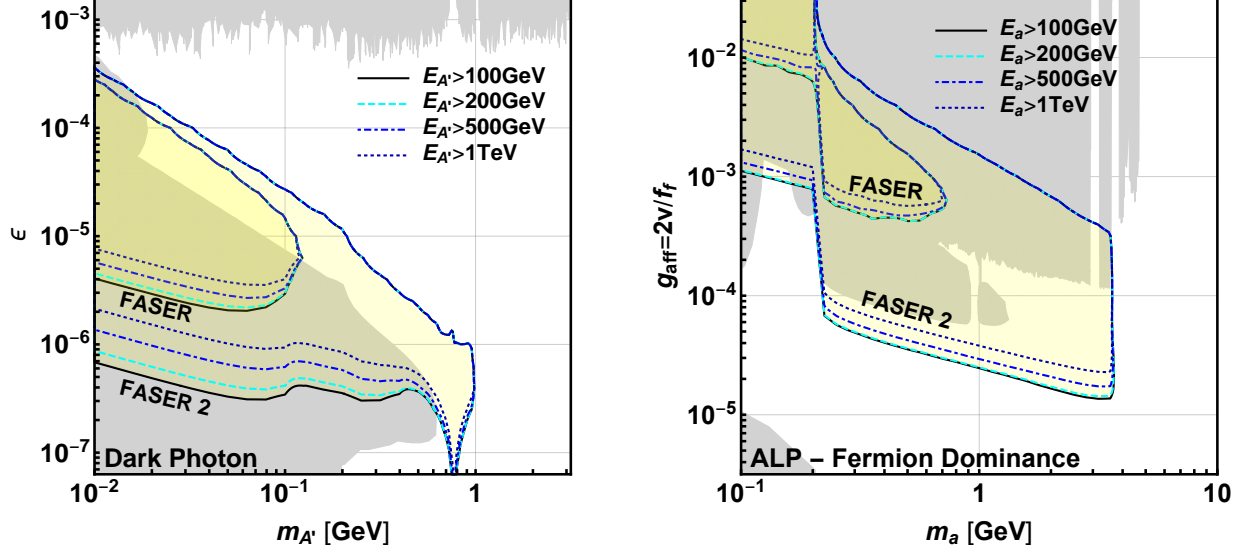 10⁻³
10⁻⁴
10⁻⁵
10⁻⁶
10⁻⁷
ϵ
E_A'>100GeV
E_A'>200GeV
E_A'>500GeV
E_A'>1TeV
FASER
FASER 2
Dark Photon
10⁻² 10⁻¹ 1
m_A' [GeV]
10⁻²
10⁻³
10⁻⁴
10⁻⁵
g_aff=2v/f_f
E_a>100GeV
E_a>200GeV
E_a>500GeV
E_a>1TeV
FASER
FASER 2
ALP – Fermion Dominance
10⁻¹ 1 10
m_a [GeV]